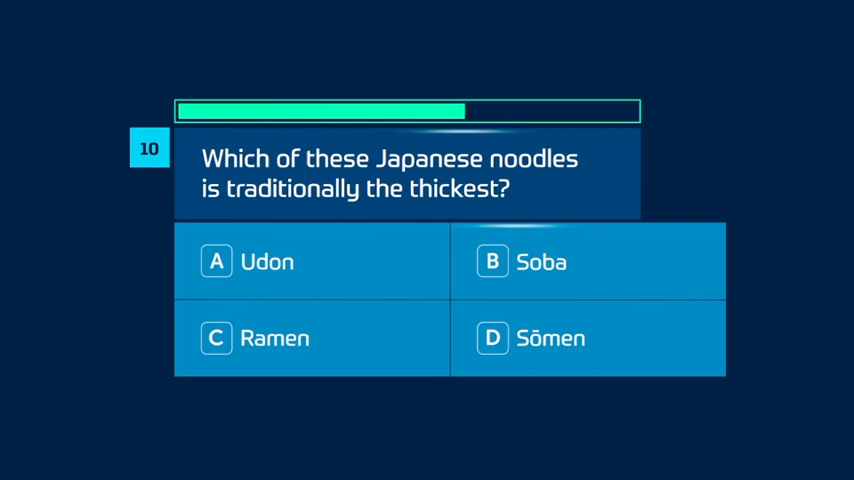 10
Which of these Japanese noodles
is traditionally the thickest?
A Udon
B Soba
C Ramen
D Sōmen